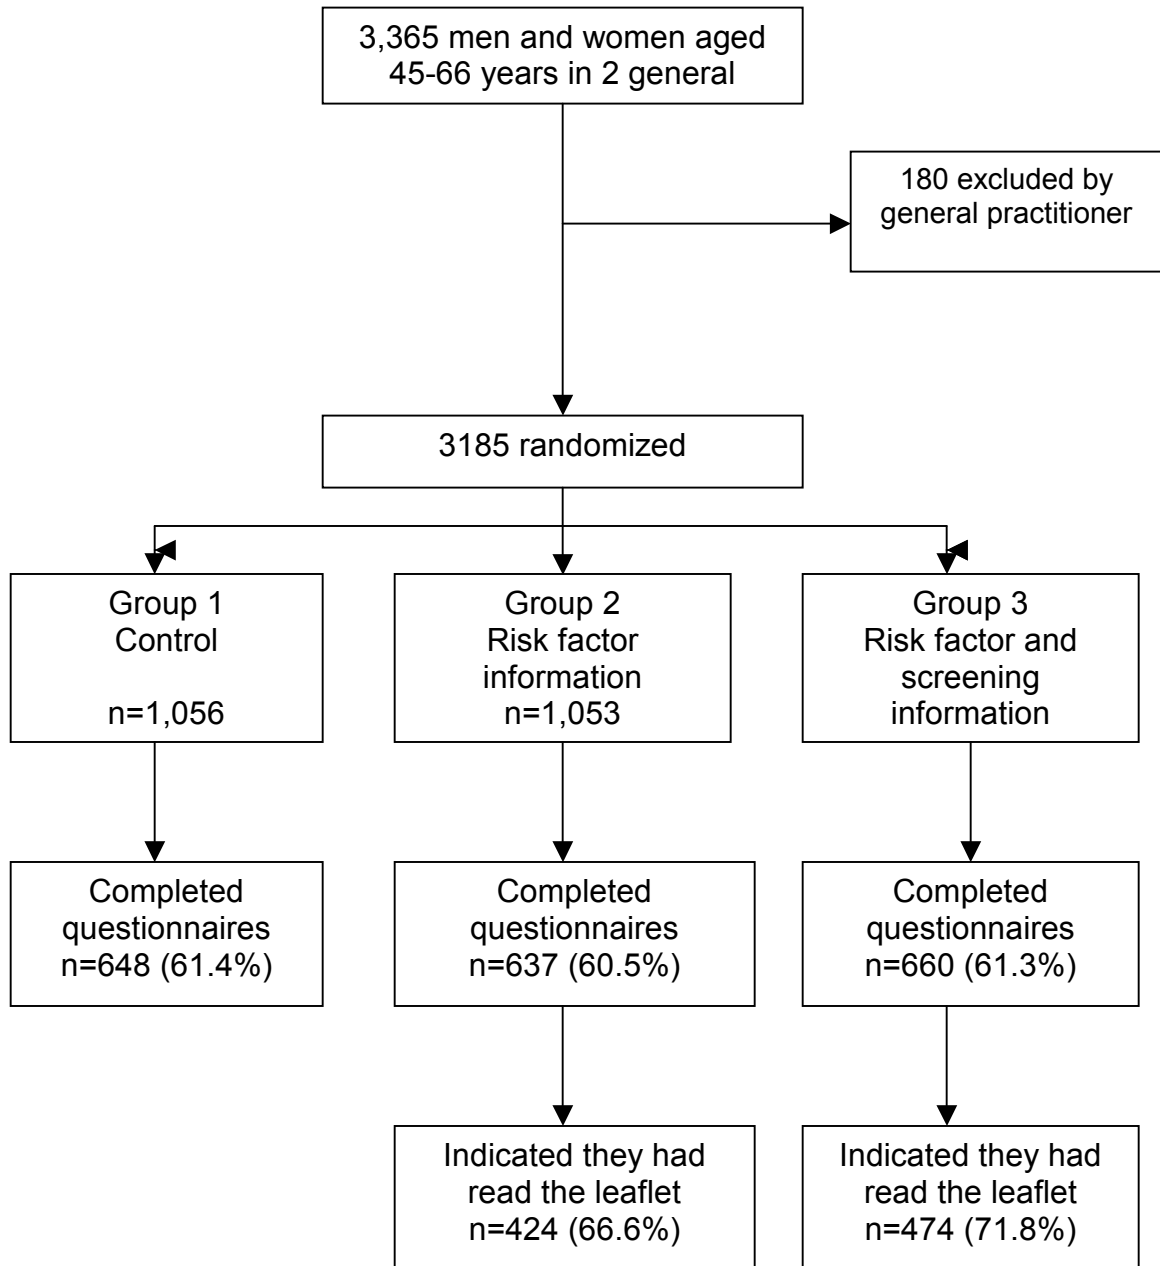 3,365 men and women aged
45-66 years in 2 general
180 excluded by
general practitioner
3185 randomized
Group 1
Control
n=1,056
Group 2
Risk factor
information
n=1,053
Group 3
Risk factor and
screening
information
Completed
questionnaires
n=648 (61.4%)
Completed
questionnaires
n=637 (60.5%)
Completed
questionnaires
n=660 (61.3%)
Indicated they had
read the leaflet
n=424 (66.6%)
Indicated they had
read the leaflet
n=474 (71.8%)